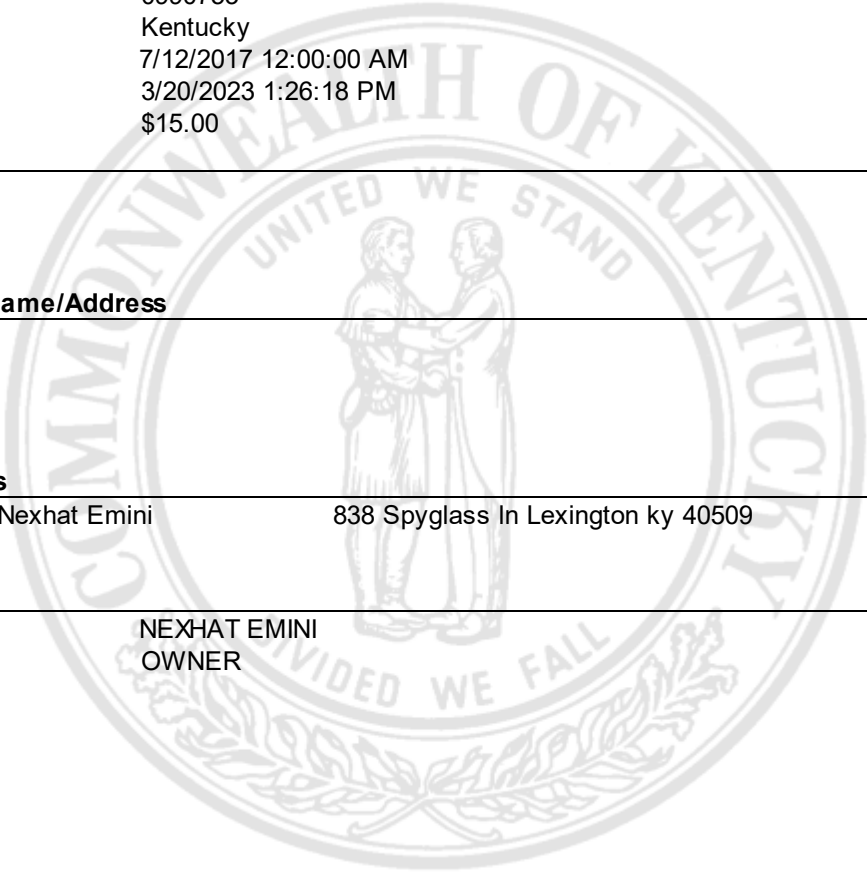 Kentucky
7/12/2017 12:00:00 AM
3/20/2023 1:26:18 PM
$15.00
COMMONWEALTH OF KENTUCKY
UNITED WE STAND
ame/Address
s
Nexhat Emini 838 Spyglass ln Lexington ky 40509
NEXHAT EMINI
OWNER
DIVIDED WE FALL